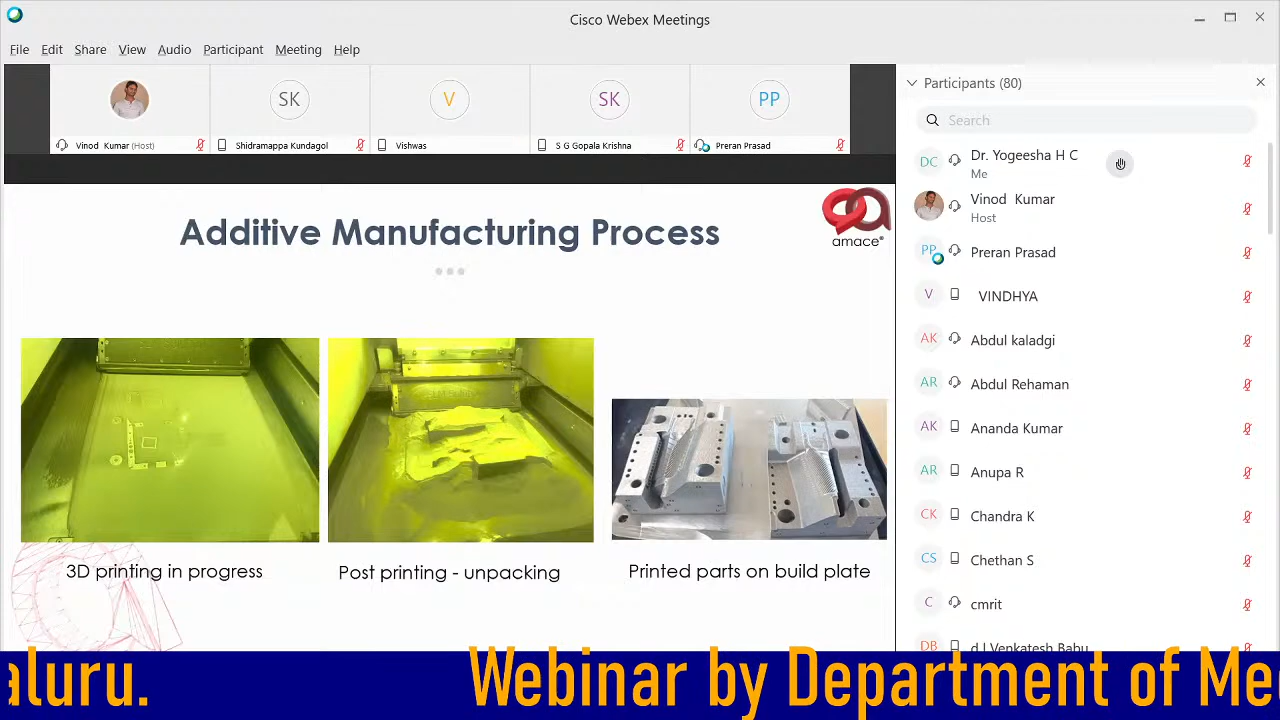 Cisco Webex Meetings
File Edit Share View Audio Participant Meeting Help
SK
V
SK
PP
Vinod Kumar (Host)
Shidramappa Kundagol
Vishwas
S G Gopala Krishna
Preran Prasad
Additive Manufacturing Process
amace®
3D printing in progress
Post printing - unpacking
Printed parts on build plate
Participants (80)
Search
DC Dr. Yogeesha H C
Me
Vinod Kumar
Host
PP Preran Prasad
V VINDHYA
AK Abdul kaladgi
AR Abdul Rehaman
AK Ananda Kumar
AR Anupa R
CK Chandra K
CS Chethan S
C cmrit
DB d J Venkatesh Babu
aluru. Webinar by Department of Me